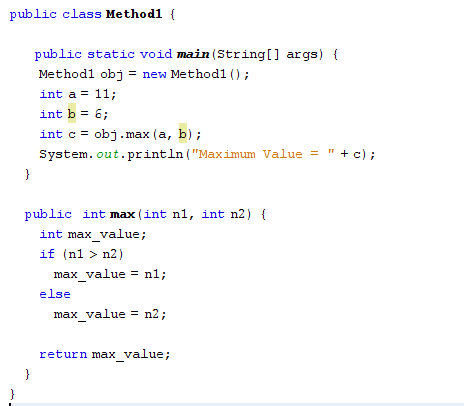 public class Method1 {
public static void main(String[] args) {
Method1 obj = new Method1();
int a = 11;
int b = 6;
int c = obj.max(a, b);
System.out.println("Maximum Value = " + c);
}
public int max(int n1, int n2) {
int max_value;
if (n1 > n2)
max_value = n1;
else
max_value = n2;
return max_value;
}
}